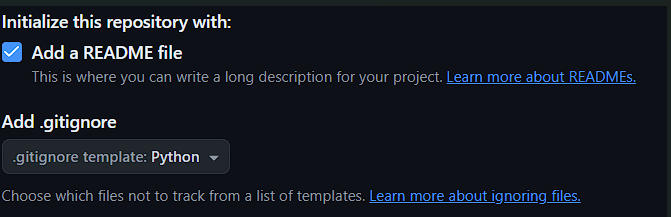 Initialize this repository with:
Add a README file
This is where you can write a long description for your project. Learn more about READMEs.
Add .gitignore
.gitignore template: Python
Choose which files not to track from a list of templates. Learn more about ignoring files.